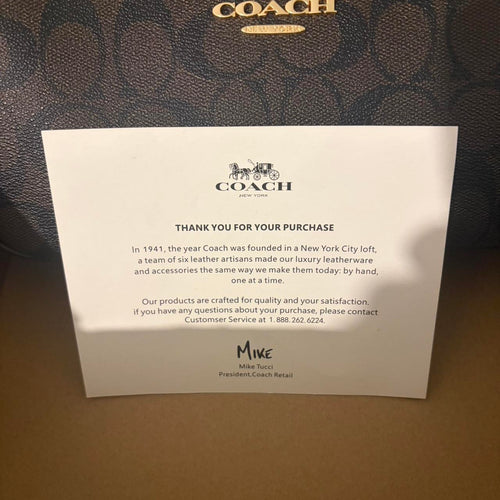 COACH
COACH
NEW YORK
THANK YOU FOR YOUR PURCHASE
In 1941, the year Coach was founded in a New York City loft,
a team of six leather artisans made our luxury leatherware
and accessories the same way we make them today: by hand,
one at a time.
Our products are crafted for quality and your satisfaction.
if you have any questions about your purchase, please contact
Customser Service at 1.888.262.6224.
MIKE
Mike Tucci
President,Coach Retail